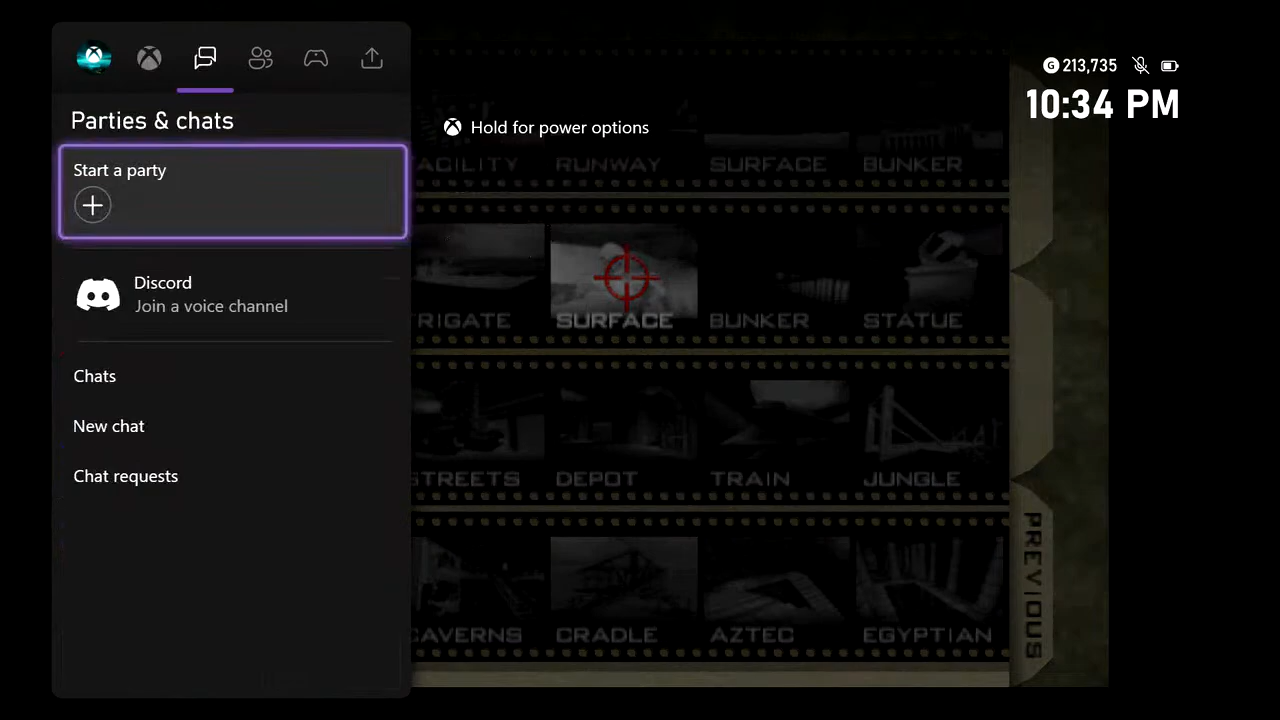 Parties & chats
Start a party
Discord
Join a voice channel
Chats
New chat
Chat requests
Hold for power options
G 213,735
10:34 PM
ACILITY RUNWAY SURFACE BUNKER
RIGATE SURFACE BUNKER STATUE
STREETS DEPOT TRAIN JUNGLE
CAVERNS CRADLE AZTEC EGYPTIAN
PREVIOUS